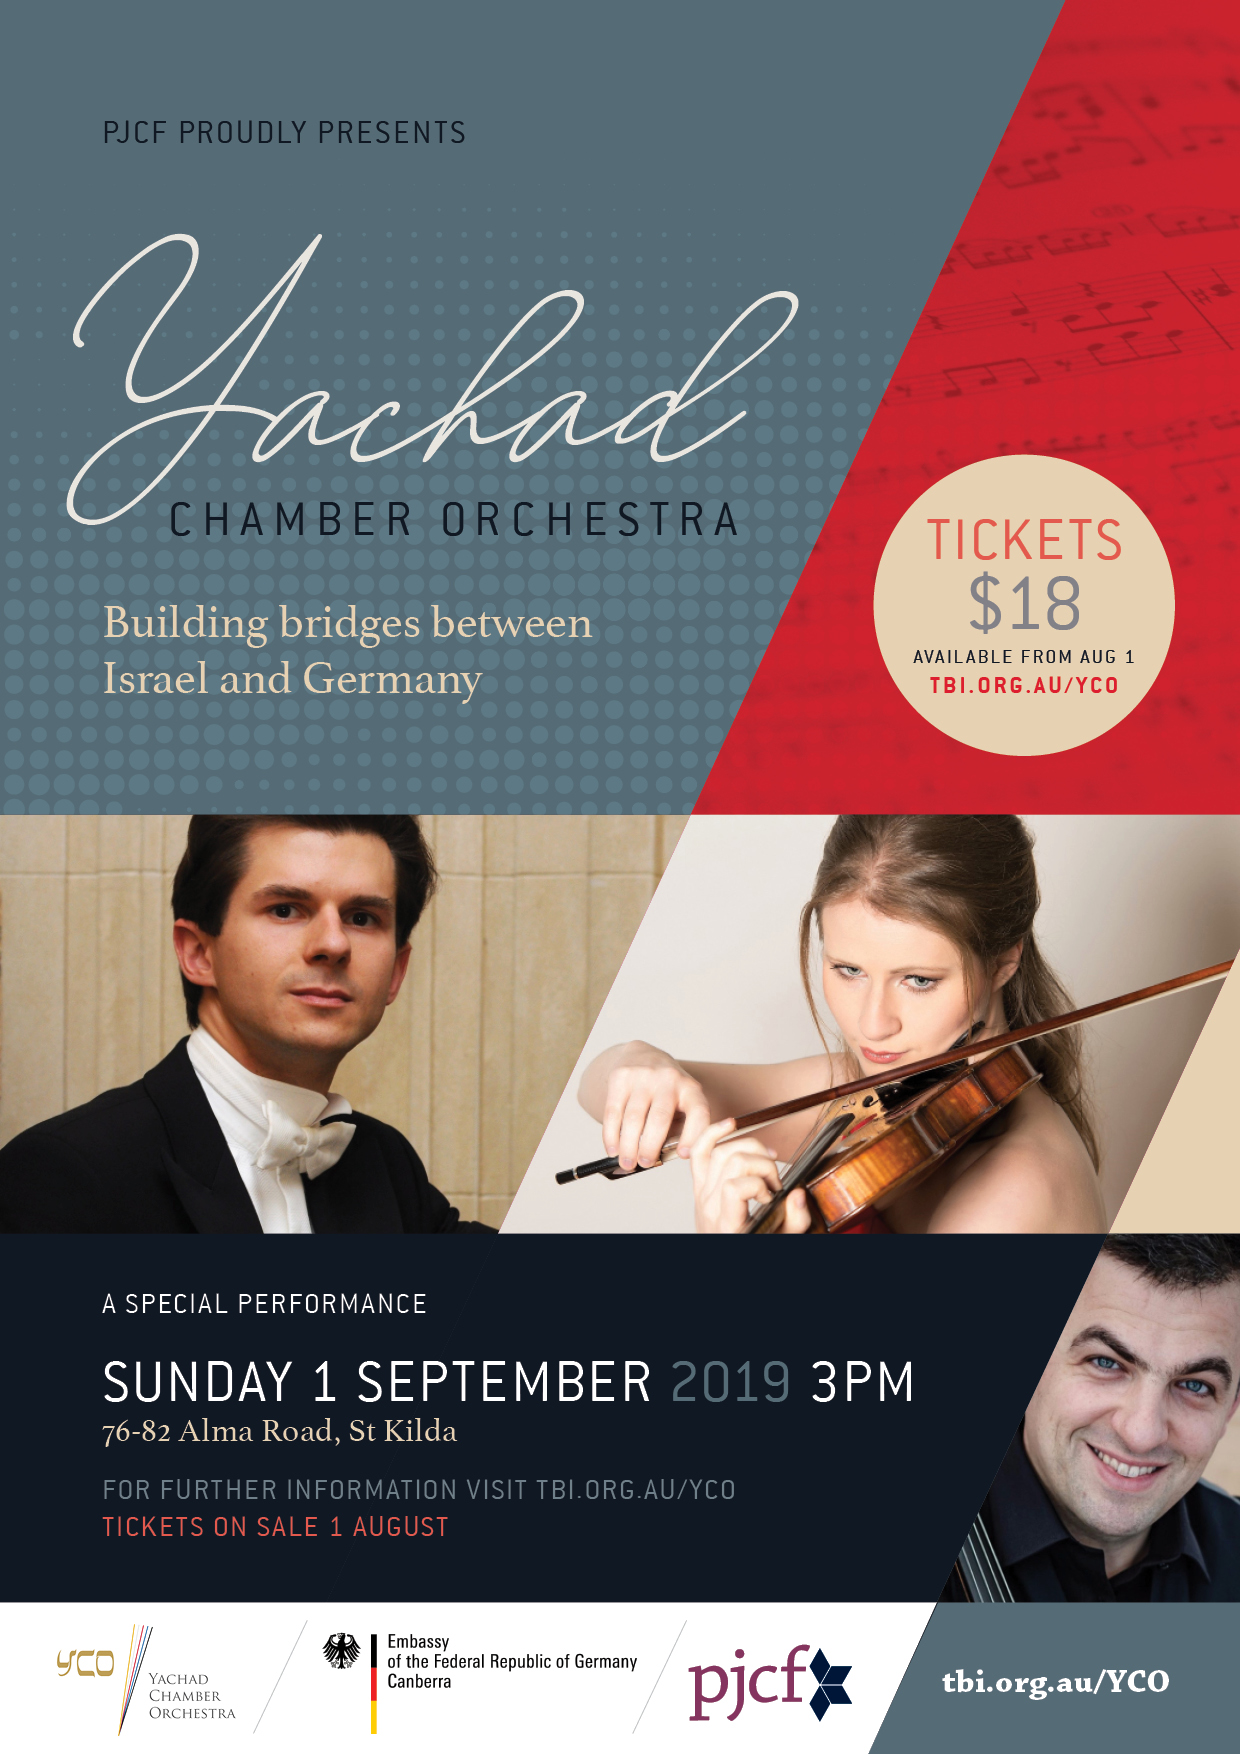 PJCF PROUDLY PRESENTS
Yachad
CHAMBER ORCHESTRA
Building bridges between
Israel and Germany
TICKETS
$18
AVAILABLE FROM AUG 1
TBI.ORG.AU/YCO
A SPECIAL PERFORMANCE
SUNDAY 1 SEPTEMBER 2019 3PM
76-82 Alma Road, St Kilda
FOR FURTHER INFORMATION VISIT TBI.ORG.AU/YCO
TICKETS ON SALE 1 AUGUST
YCO
YACHAD
CHAMBER
ORCHESTRA
Embassy
of the Federal Republic of Germany
Canberra
pjcf
tbi.org.au/YCO